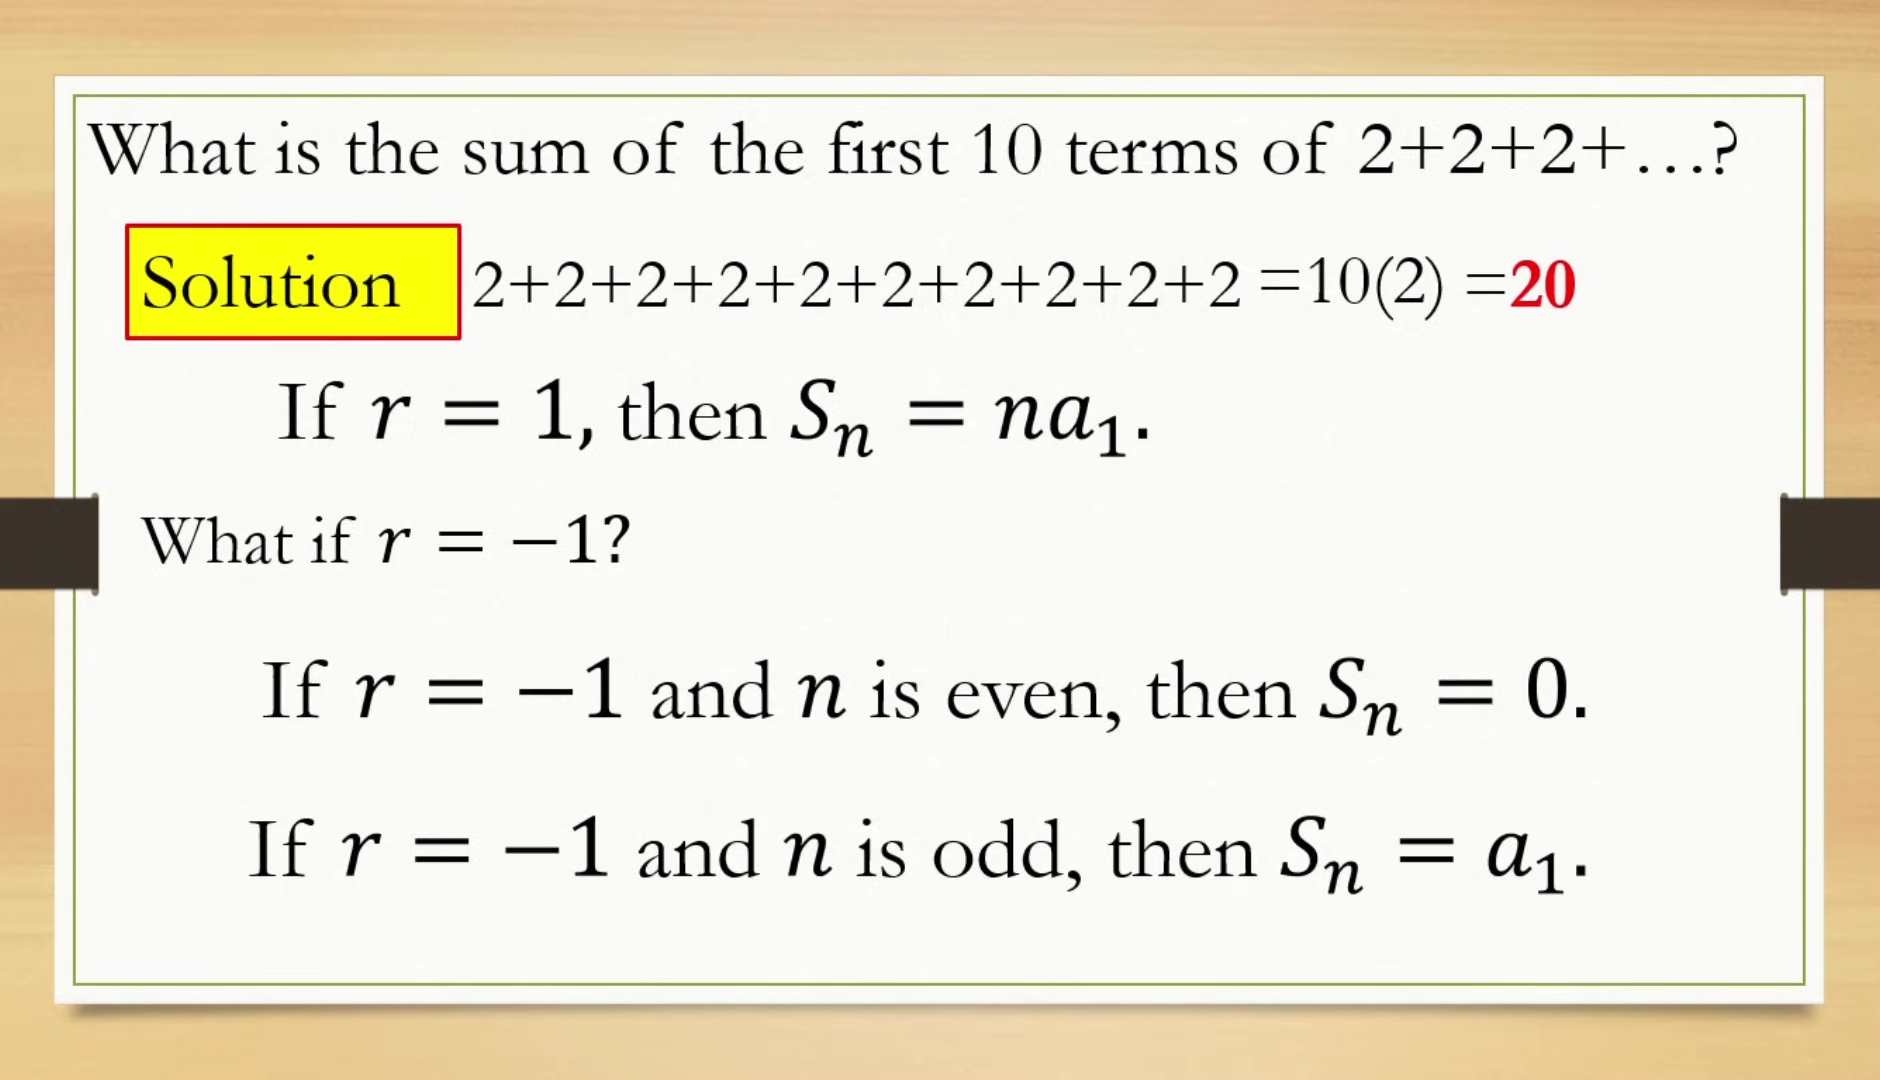 What is the sum of the first 10 terms of 2+2+2+…?
Solution 2+2+2+2+2+2+2+2+2+2 =10(2) =20
If r = 1, then Sₙ = na₁.
What if r = −1?
If r = −1 and n is even, then Sₙ = 0.
If r = −1 and n is odd, then Sₙ = a₁.